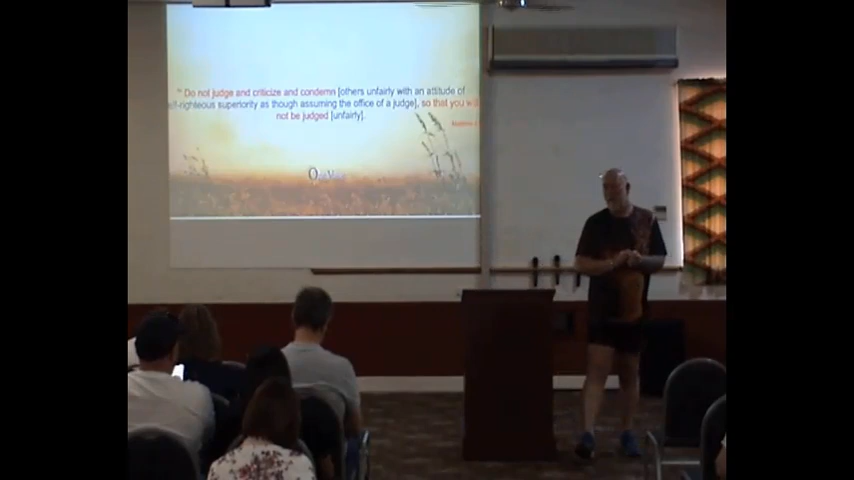 Do not judge and criticize and condemn [others unfairly with an attitude of
self-righteous superiority as though assuming the office of a judge], so that you will
not be judged [unfairly].